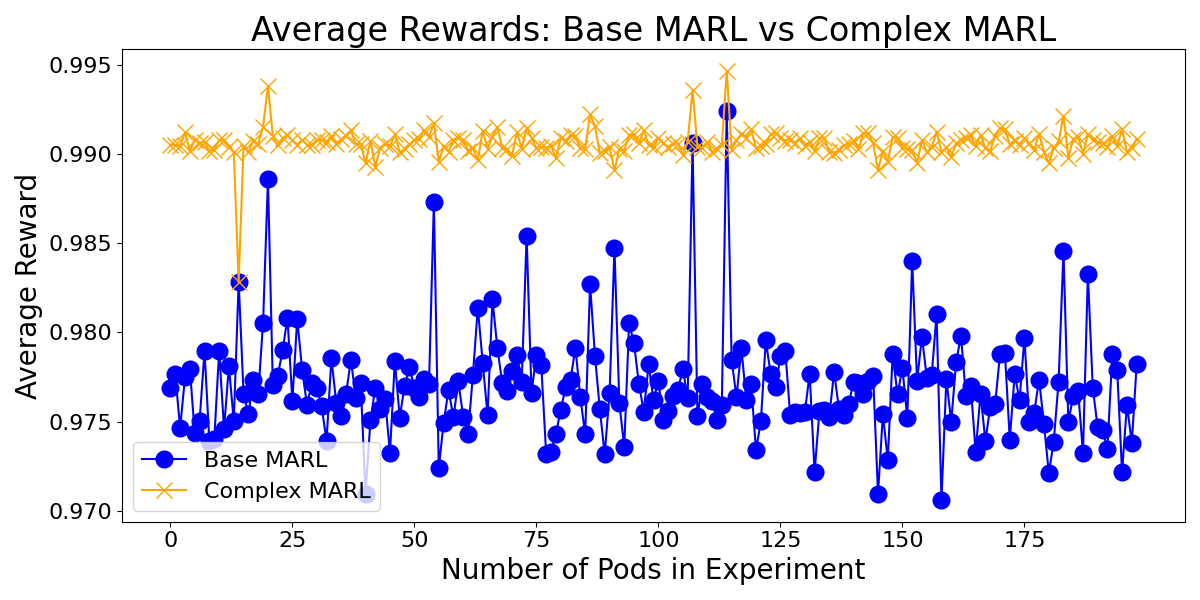 Average Rewards: Base MARL vs Complex MARL
Average Reward
0.995
0.990
0.985
0.980
0.975
0.970
Base MARL
Complex MARL
0 25 50 75 100 125 150 175
Number of Pods in Experiment